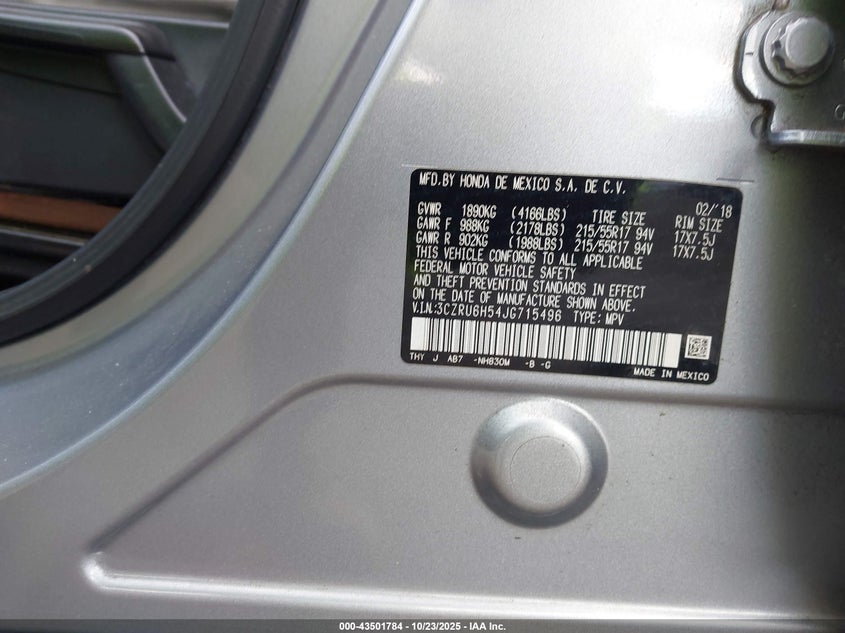 MFD.BY HONDA DE MEXICO S.A. DE C.V.
02/'18
GVWR 1890KG (4166LBS) TIRE SIZE RIM SIZE
GAWR F 988KG (2178LBS) 215/55R17 94V 17X7.5J
GAWR R 902KG (1988LBS) 215/55R17 94V 17X7.5J
THIS VEHICLE CONFORMS TO ALL APPLICABLE
FEDERAL MOTOR VEHICLE SAFETY
AND THEFT PREVENTION STANDARDS IN EFFECT
ON THE DATE OF MANUFACTURE SHOWN ABOVE.
V.I.N:3CZRU6H54JG715496 TYPE: MPV
THY J AB7 -NH830M -B -G
MADE IN MEXICO
000-43501784 - 10/23/2025 - IAA Inc.